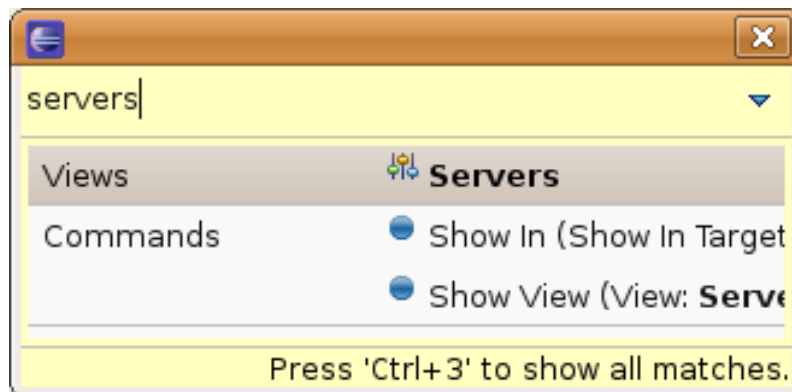 servers
Views Servers
Commands Show In (Show In Target
Show View (View: Serve
Press 'Ctrl+3' to show all matches.